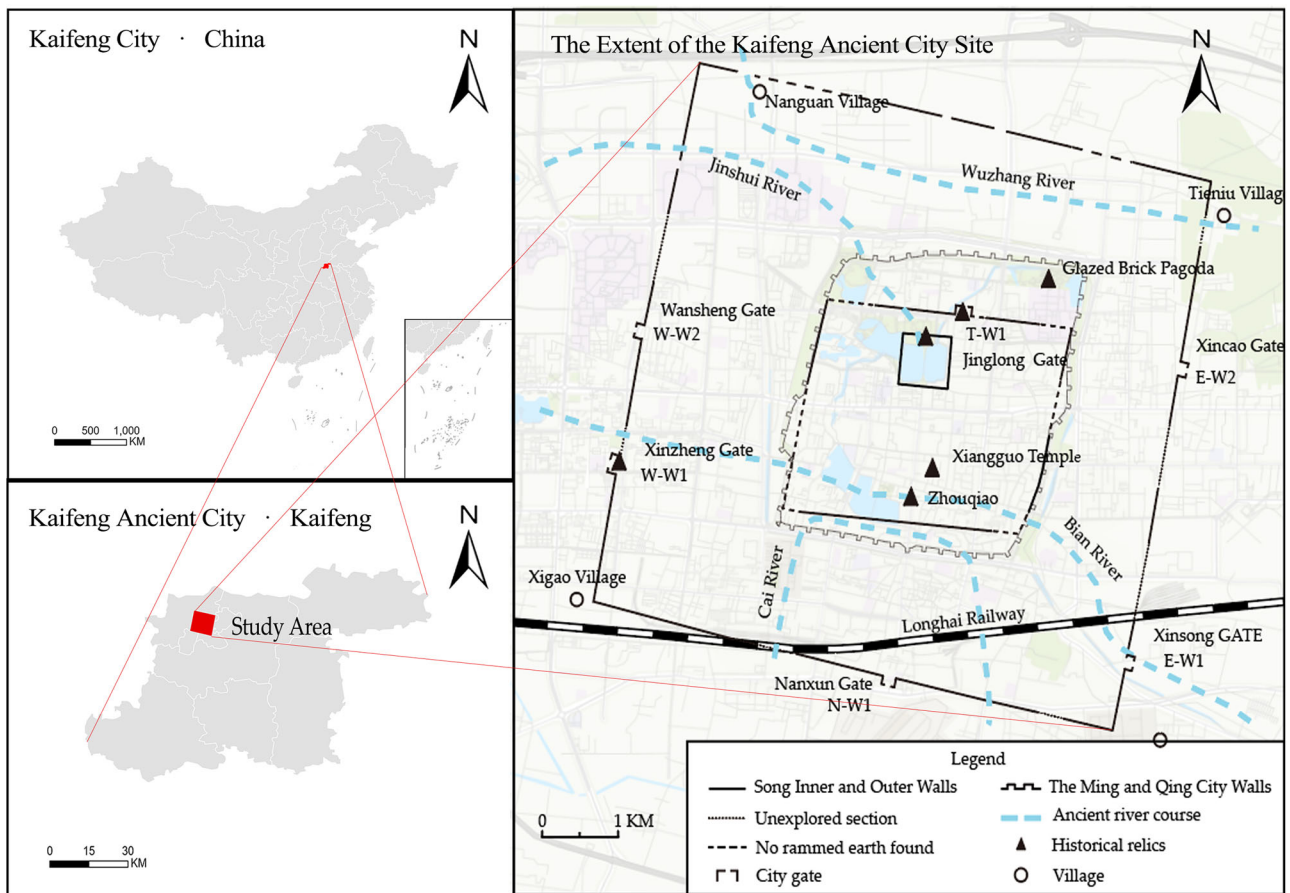 Kaifeng City · China
N
0 500 1,000
KM
Kaifeng Ancient City · Kaifeng
N
Study Area
0 15 30
KM
The Extent of the Kaifeng Ancient City Site
N
Nanguan Village
Jinshui River
Wuzhang River
Tieniu Villag
Glazed Brick Pagoda
Wansheng Gate
W-W2
T-W1
Jinglong Gate
Xincao Gate
E-W2
Xinzheng Gate
W-W1
Xiangguo Temple
Zhouqiao
Bian River
Cai River
Xigao Village
Longhai Railway
Xinsong GATE
E-W1
Nanxun Gate
N-W1
0 1 KM
Legend
Song Inner and Outer Walls
The Ming and Qing City Walls
Unexplored section
Ancient river course
No rammed earth found
Historical relics
City gate
Village